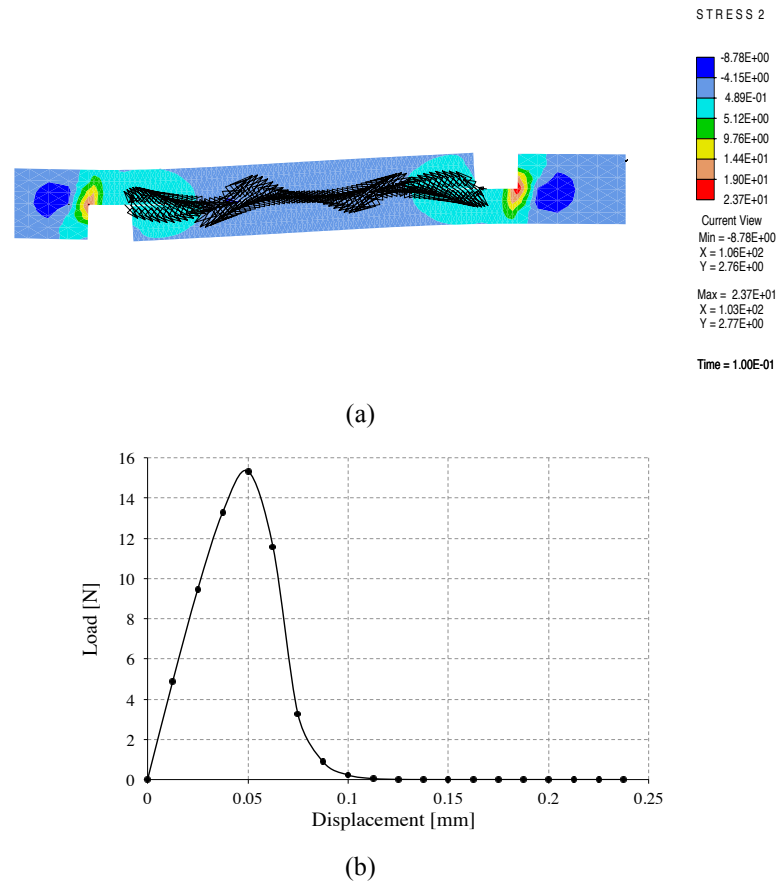 S T R E S S 2
-8.78E+00
-4.15E+00
4.89E-01
5.12E+00
9.76E+00
1.44E+01
1.90E+01
2.37E+01
Current View
Min = -8.78E+00
X = 1.06E+02
Y = 2.76E+00
Max = 2.37E+01
X = 1.03E+02
Y = 2.77E+00
Time = 1.00E-01
(a)
16
14
12
10
8
6
4
2
0
Load [N]
0 0.05 0.1 0.15 0.2 0.25
Displacement [mm]
(b)